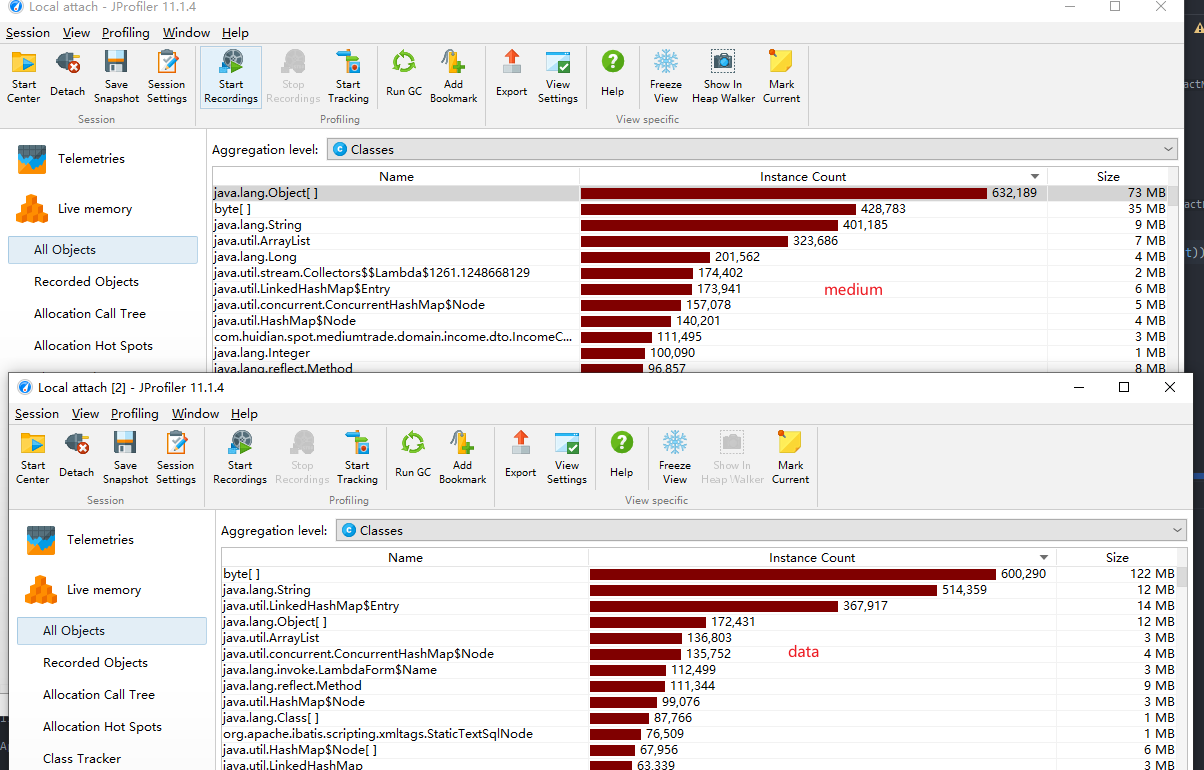 Local attach - JProfiler 11.1.4
Session View Profiling Window Help
Start Center Detach Save Snapshot Session Settings Start Recordings Stop Recordings Start Tracking Run GC Add Bookmark Export View Settings Help Freeze View Show In Heap Walker Mark Current
Session Profiling View specific
Telemetries
Live memory
All Objects
Recorded Objects
Allocation Call Tree
Allocation Hot Spots
Aggregation level: Classes
Name Instance Count Size
java.lang.Object[ ] 632,189 73 MB
byte[ ] 428,783 35 MB
java.lang.String 401,185 9 MB
java.util.ArrayList 323,686 7 MB
java.lang.Long 201,562 4 MB
java.util.stream.Collectors$$Lambda$1261.1248668129 174,402 2 MB
java.util.LinkedHashMap$Entry 173,941 6 MB
medium
java.util.concurrent.ConcurrentHashMap$Node 157,078 5 MB
java.util.HashMap$Node 140,201 4 MB
com.huidian.spot.mediumtrade.domain.income.dto.IncomeC... 111,495 3 MB
java.lang.Integer 100,090 1 MB
java.lang.reflect.Method 96,857 8 MB
Local attach [2] - JProfiler 11.1.4
Session View Profiling Window Help
Start Center Detach Save Snapshot Session Settings Start Recordings Stop Recordings Start Tracking Run GC Add Bookmark Export View Settings Help Freeze View Show In Heap Walker Mark Current
Session Profiling View specific
Telemetries
Live memory
All Objects
Recorded Objects
Allocation Call Tree
Allocation Hot Spots
Class Tracker
Aggregation level: Classes
Name Instance Count Size
byte[ ] 600,290 122 MB
java.lang.String 514,359 12 MB
java.util.LinkedHashMap$Entry 367,917 14 MB
java.lang.Object[ ] 172,431 12 MB
java.util.ArrayList 136,803 3 MB
java.util.concurrent.ConcurrentHashMap$Node 135,752 4 MB
data
java.lang.invoke.LambdaForm$Name 112,499 3 MB
java.lang.reflect.Method 111,344 9 MB
java.util.HashMap$Node 99,076 3 MB
java.lang.Class[ ] 87,766 1 MB
org.apache.ibatis.scripting.xmltags.StaticTextSqlNode 76,509 1 MB
java.util.HashMap$Node[ ] 67,956 6 MB
java.util.LinkedHashMap 63,339 3 MB